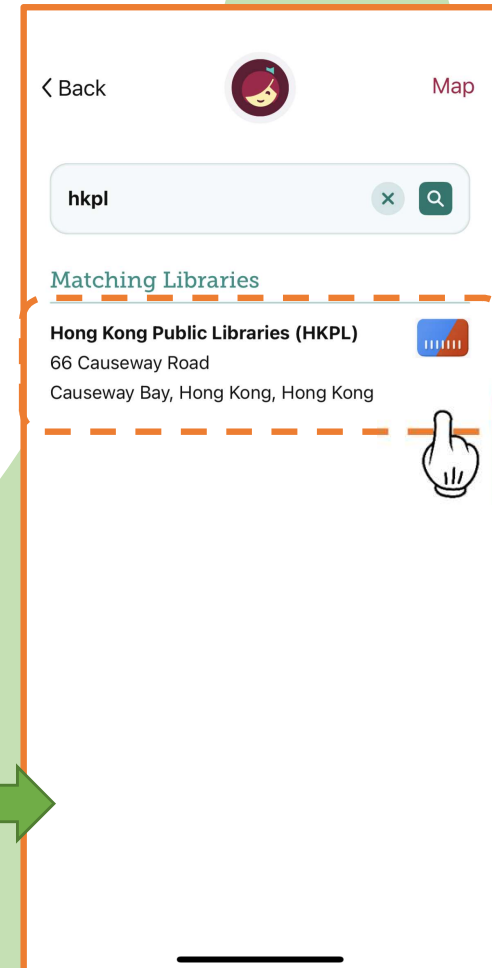 Back
Map
hkpl
Matching Libraries
Hong Kong Public Libraries (HKPL)
66 Causeway Road
Causeway Bay, Hong Kong, Hong Kong